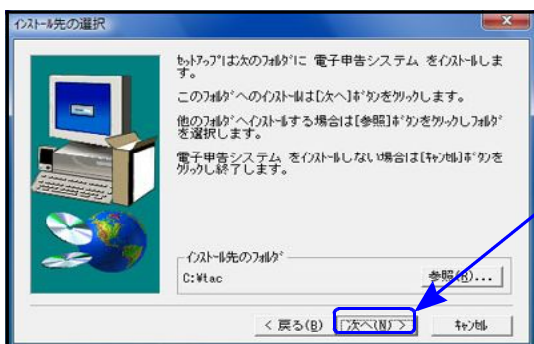 インストール先の選択
セットアップは次のフォルダに 電子申告システム をインストールしま
す。
このフォルダへのインストールは[次へ]ボタンをクリックします。
他のフォルダへインストールする場合は[参照]ボタンをクリックしフォルダ
を選択します。
電子申告システム をインストールしない場合は[キャンセル]ボタンを
クリックし終了します。
インストール先のフォルダ
C:¥tac
参照(R)...
< 戻る(B)
次へ(N) >
キャンセル